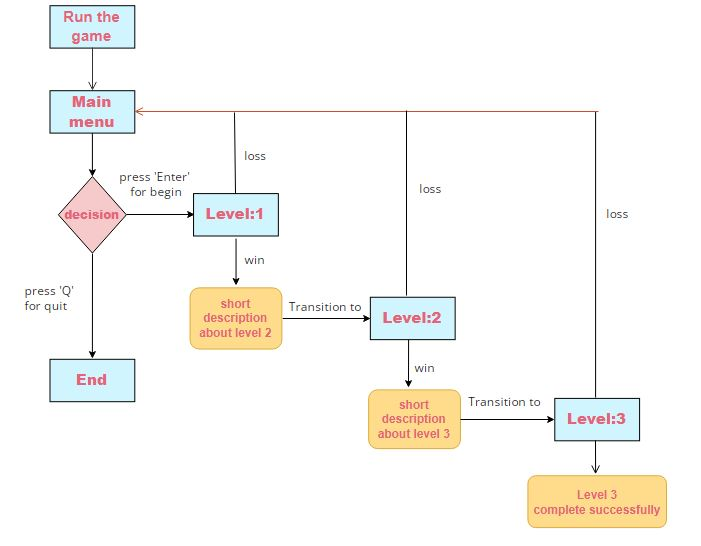 Run the
game
Main
menu
press 'Enter'
for begin
decision
Level:1
loss
loss
loss
win
press 'Q'
for quit
short
description
about level 2
Transition to
Level:2
End
win
short
description
about level 3
Transition to
Level:3
Level 3
complete successfully